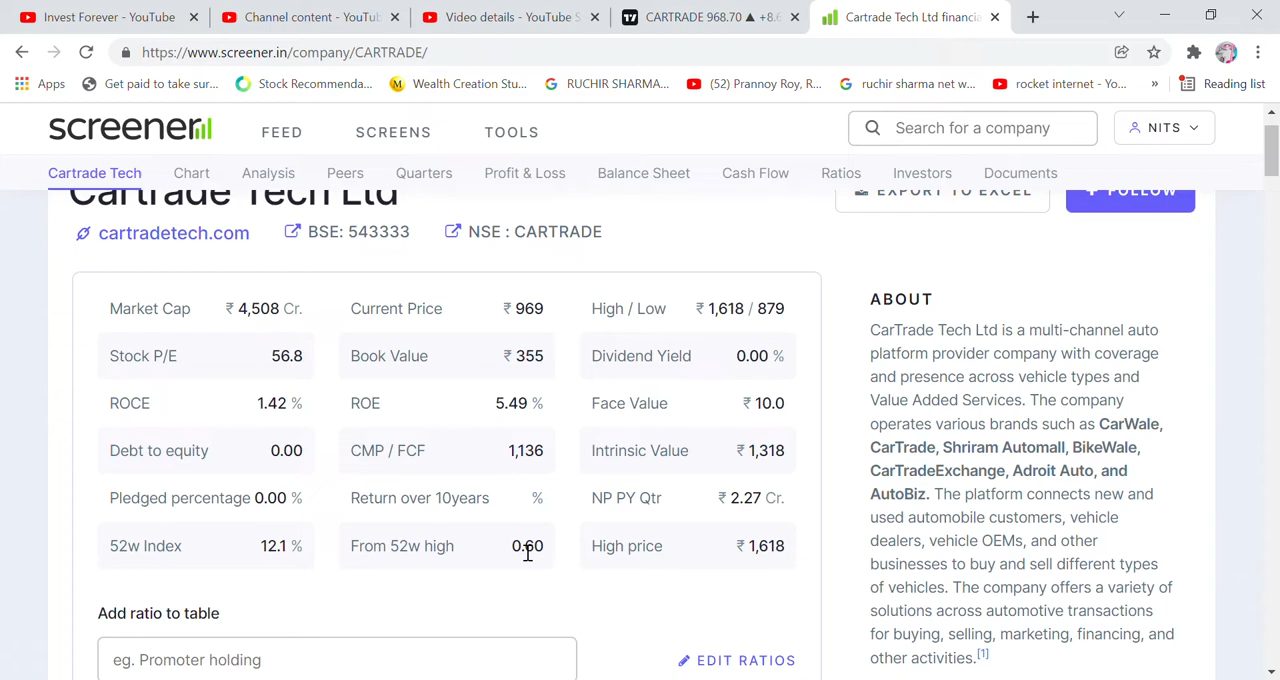 Invest Forever - YouTube
Channel content - YouTu
Video details - YouTube S
CARTRADE 968.70 ▲ +8.6
Cartrade Tech Ltd financia
https://www.screener.in/company/CARTRADE/
Apps
Get paid to take sur...
Stock Recommenda...
Wealth Creation Stu...
RUCHIR SHARMA...
(52) Prannoy Roy, R...
ruchir sharma net w...
rocket internet - Yo...
»
Reading list
screener
FEED
SCREENS
TOOLS
Search for a company
NITS
Cartrade Tech
Chart
Analysis
Peers
Quarters
Profit & Loss
Balance Sheet
Cash Flow
Ratios
Investors
Documents
Cartrade Tech Ltd
EXPORT TO EXCEL
+ FOLLOW
cartradetech.com
BSE: 543333
NSE : CARTRADE
Market Cap ₹ 4,508 Cr.
Current Price ₹ 969
High / Low ₹ 1,618 / 879
Stock P/E 56.8
Book Value ₹ 355
Dividend Yield 0.00 %
ROCE 1.42 %
ROE 5.49 %
Face Value ₹ 10.0
Debt to equity 0.00
CMP / FCF 1,136
Intrinsic Value ₹ 1,318
Pledged percentage 0.00 %
Return over 10years %
NP PY Qtr ₹ 2.27 Cr.
52w Index 12.1 %
From 52w high 0.60
High price ₹ 1,618
Add ratio to table
eg. Promoter holding
EDIT RATIOS
ABOUT
CarTrade Tech Ltd is a multi-channel auto
platform provider company with coverage
and presence across vehicle types and
Value Added Services. The company
operates various brands such as CarWale,
CarTrade, Shriram Automall, BikeWale,
CarTradeExchange, Adroit Auto, and
AutoBiz. The platform connects new and
used automobile customers, vehicle
dealers, vehicle OEMs, and other
businesses to buy and sell different types
of vehicles. The company offers a variety of
solutions across automotive transactions
for buying, selling, marketing, financing, and
other activities.[1]